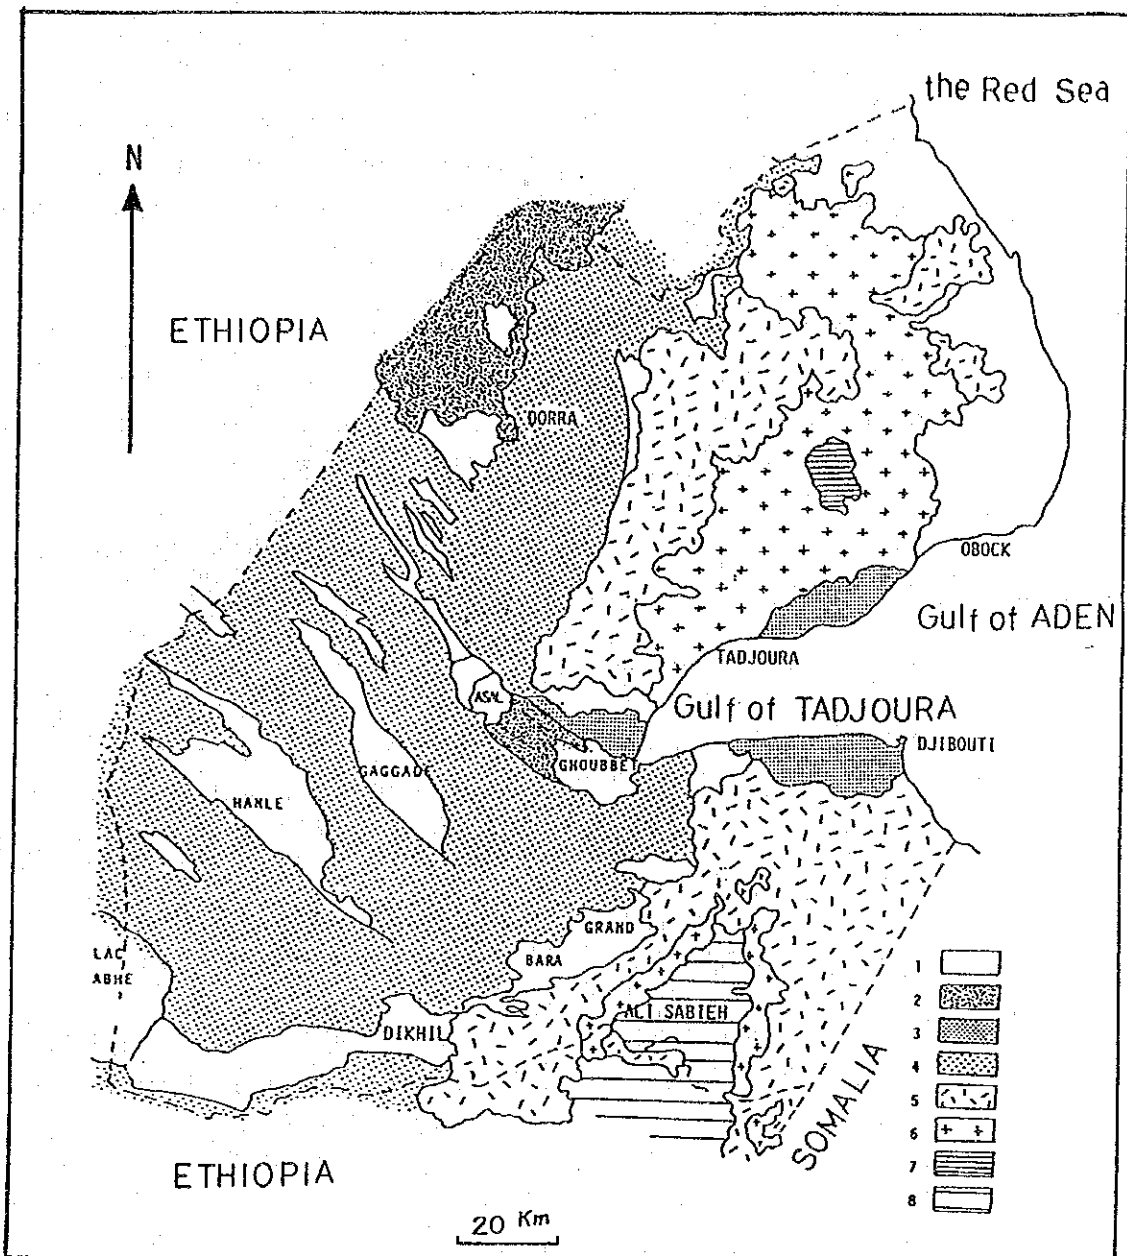 the Red Sea
N
ETHIOPIA
DORRA
OBOCK
Gulf of ADEN
TADJOURA
ASAL
Gulf of TADJOURA
DJIBOUTI
GHOUBBET
GAGGADE
HANLE
GRAND
BARA
LAC
ABHE
ALI SABIEH
DIKHIL
SOMALIA
1
2
3
4
5
6
7
8
ETHIOPIA
20 Km